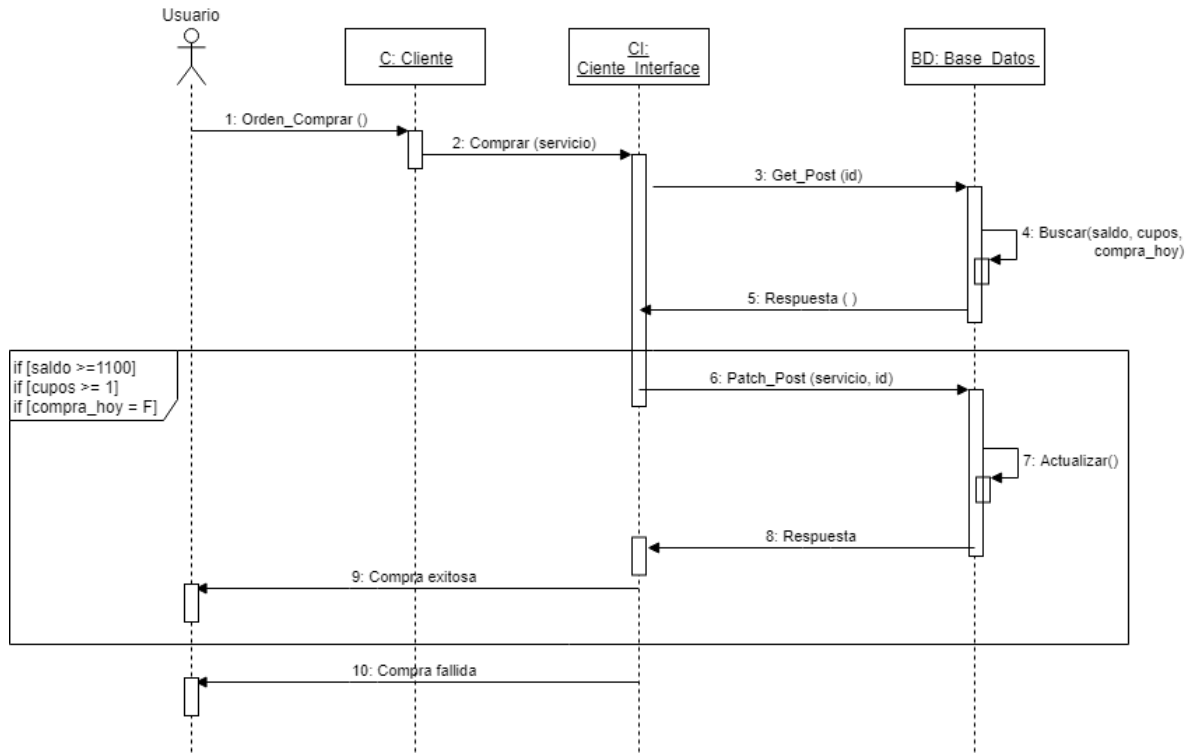 Usuario
C: Cliente
CI:
Ciente_Interface
BD: Base_Datos
1: Orden_Comprar ()
2: Comprar (servicio)
3: Get_Post (id)
4: Buscar(saldo, cupos,
compra_hoy)
5: Respuesta ( )
if [saldo >=1100]
if [cupos >= 1]
if [compra_hoy = F]
6: Patch_Post (servicio, id)
7: Actualizar()
8: Respuesta
9: Compra exitosa
10: Compra fallida